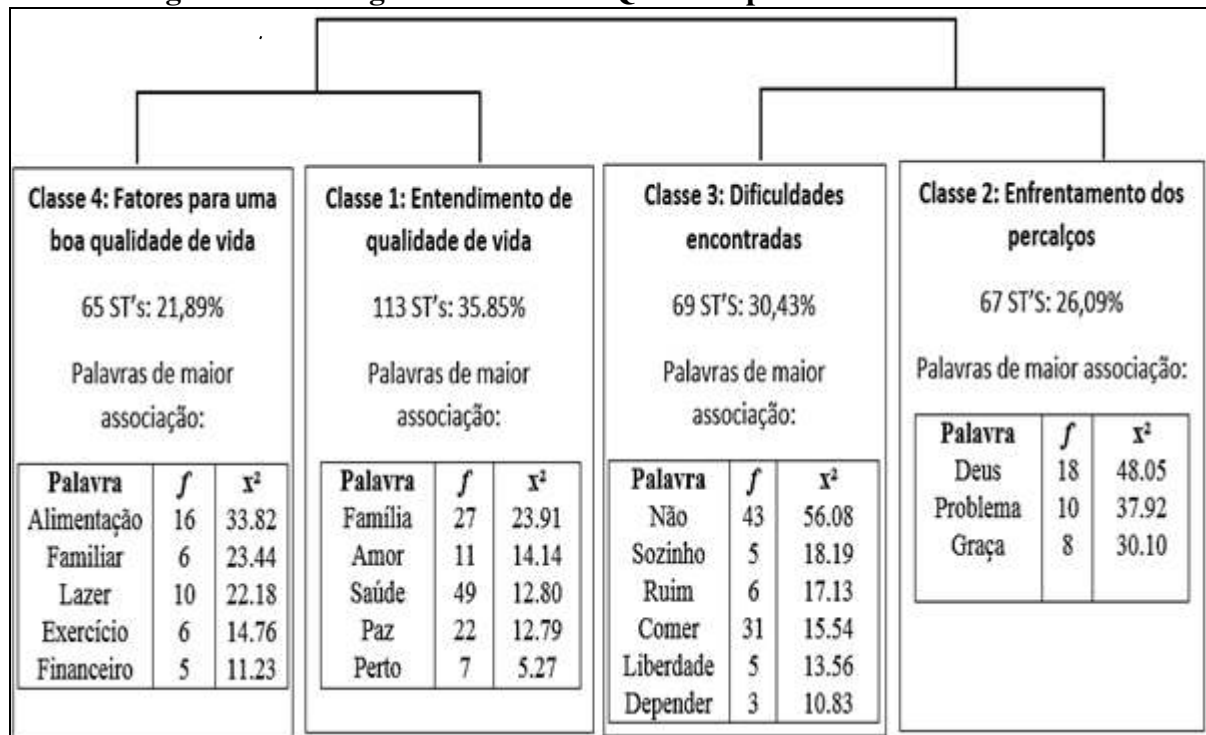 Classe 4: Fatores para uma
boa qualidade de vida
65 ST's: 21,89%
Palavras de maior
associação:
Palavra f x²
Alimentação 16 33.82
Familiar 6 23.44
Lazer 10 22.18
Exercício 6 14.76
Financeiro 5 11.23
Classe 1: Entendimento de
qualidade de vida
113 ST's: 35.85%
Palavras de maior
associação:
Palavra f x²
Família 27 23.91
Amor 11 14.14
Saúde 49 12.80
Paz 22 12.79
Perto 7 5.27
Classe 3: Dificuldades
encontradas
69 ST'S: 30,43%
Palavras de maior
associação:
Palavra f x²
Não 43 56.08
Sozinho 5 18.19
Ruim 6 17.13
Comer 31 15.54
Liberdade 5 13.56
Depender 3 10.83
Classe 2: Enfrentamento dos
percalços
67 ST'S: 26,09%
Palavras de maior associação:
Palavra f x²
Deus 18 48.05
Problema 10 37.92
Graça 8 30.10